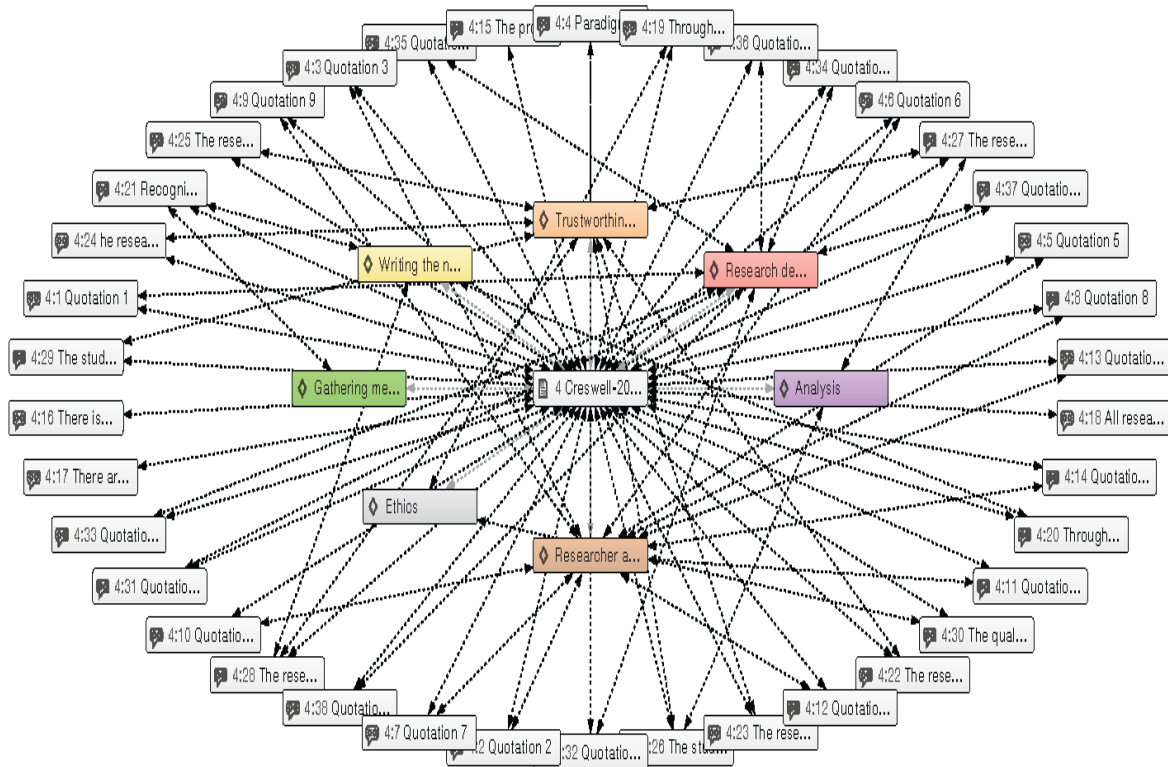 4:4 Paradig
4:15 The pr
4:19 Through...
4:35 Quotatio
4:36 Quotatio...
4:3 Quotation 3
4:34 Quotatio...
4:9 Quotation 9
4:6 Quotation 6
4:25 The rese...
4:27 The rese...
4:21 Recogni...
4:37 Quotatio...
Trustworthin...
4:24 he resea...
4:5 Quotation 5
Writing the n...
Research de...
4:1 Quotation 1
4:8 Quotation 8
4:29 The stud...
4:13 Quotatio...
Gathering me...
4 Creswell-20...
Analysis
4:16 There is...
4:18 All resea...
4:17 There ar...
4:14 Quotatio...
Ethics
4:33 Quotatio...
4:20 Through...
Researcher a...
4:31 Quotatio...
4:11 Quotatio...
4:10 Quotatio...
4:30 The qual...
4:28 The rese...
4:22 The rese...
4:38 Quotatio...
4:12 Quotatio...
4:7 Quotation 7
4:23 The rese...
4:2 Quotation 2
:32 Quotatio...
:26 The stud...